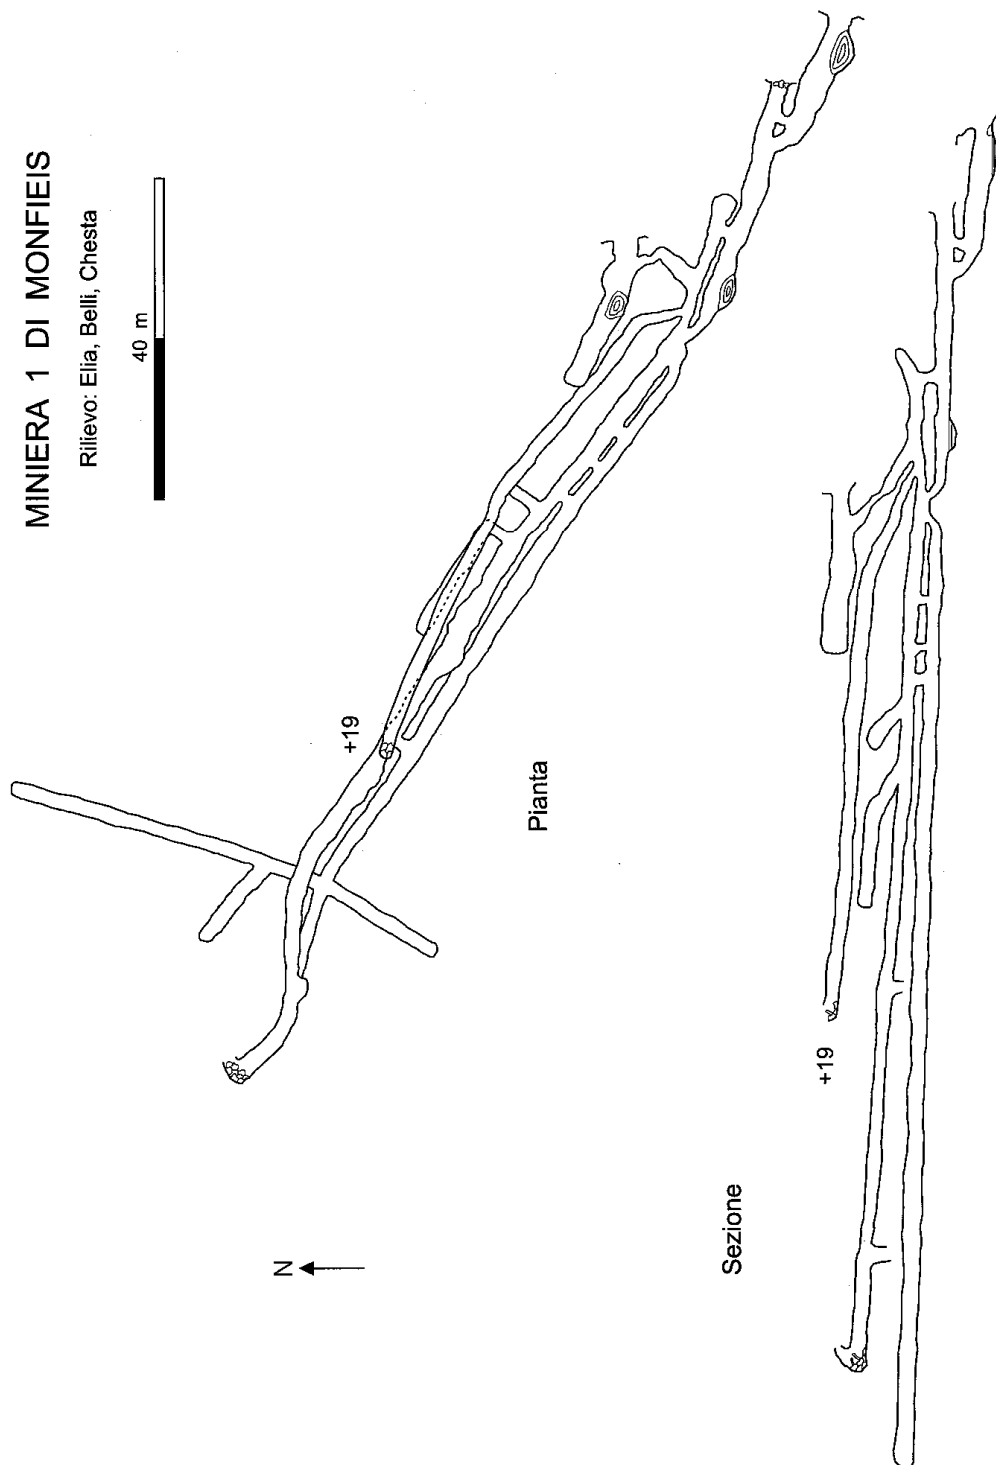 MINIERA 1 DI MONFIEIS
Rilievo: Elia, Belli, Chesta
40 m
+19
Pianta
N
Sezione
+19